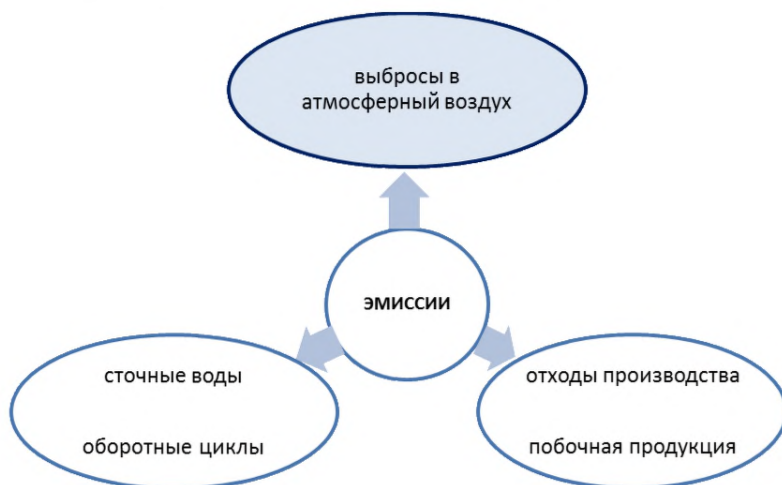 выбросы в
атмосферный воздух
эмиссии
сточные воды
оборотные циклы
отходы производства
побочная продукция